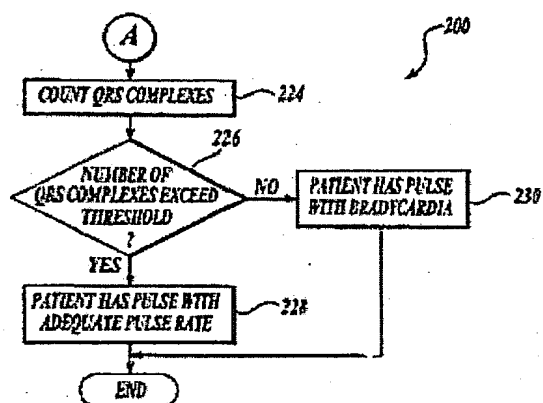 A
200
COUNT QRS COMPLEXES
224
226
NUMBER OF
QRS COMPLEXES EXCEED
THRESHOLD
?
NO
PATIENT HAS PULSE
WITH BRADYCARDIA
230
YES
PATIENT HAS PULSE WITH
ADEQUATE PULSE RATE
228
END